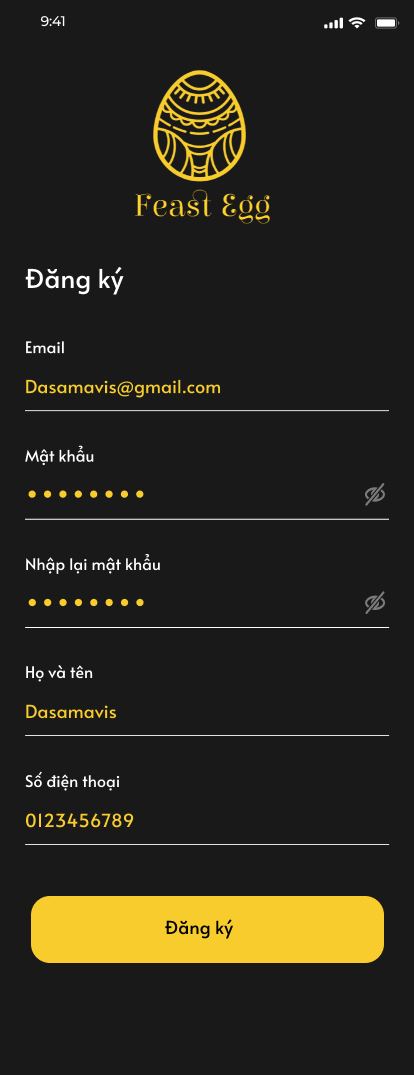 9:41
Feast Egg
Đăng ký
Email
Dasamavis@gmail.com
Mật khẩu
••••••••
Nhập lại mật khẩu
••••••••
Họ và tên
Dasamavis
Số điện thoại
0123456789
Đăng ký